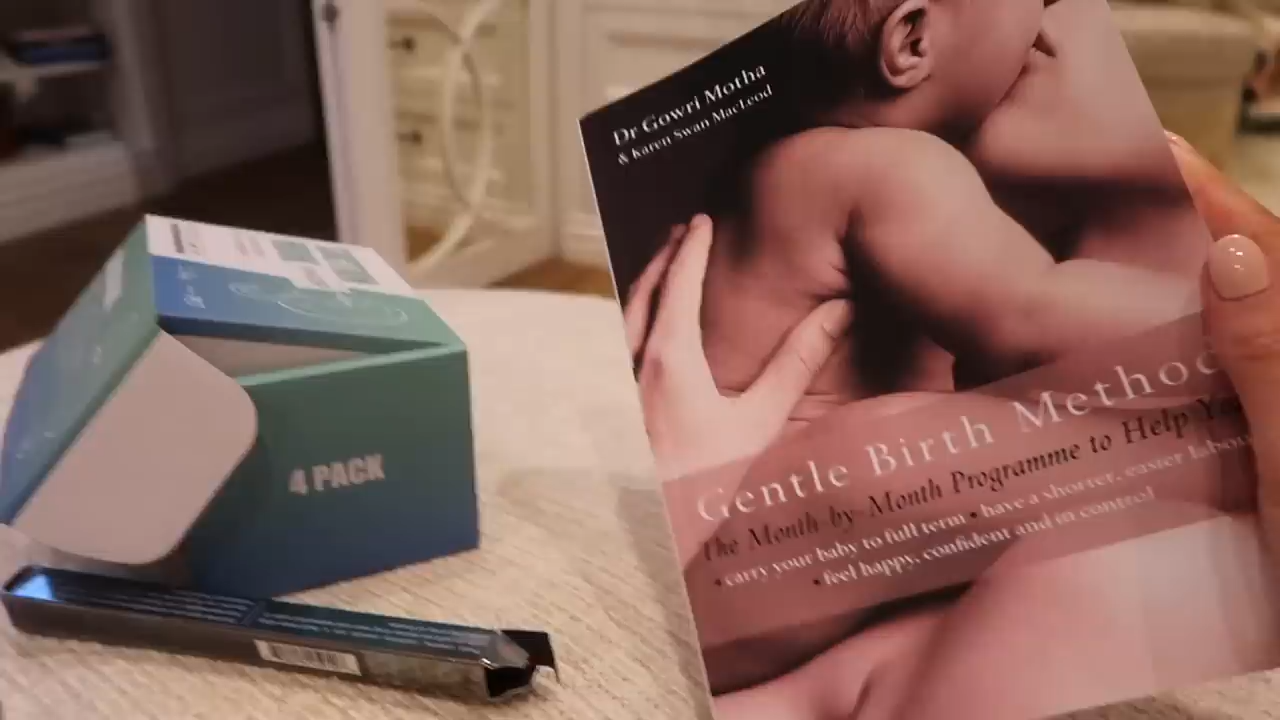 Dr Gowri Motha
& Karen Swan MacLeod
Gentle Birth Method
The Month-by-Month Programme to Help You
• carry your baby to full term • have a shorter, easier labour
• feel happy, confident and in control
4 PACK